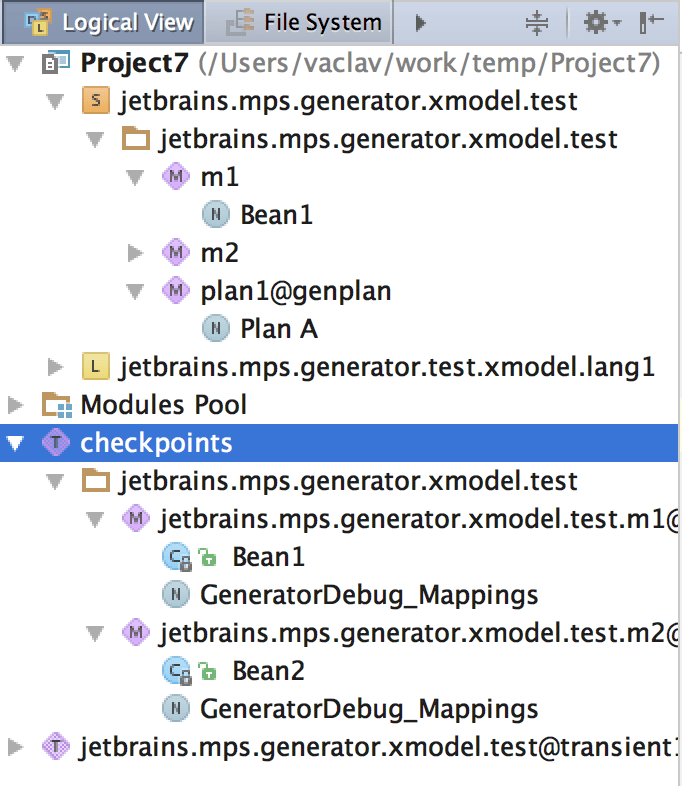 Logical View File System
Project7 (/Users/vaclav/work/temp/Project7)
S jetbrains.mps.generator.xmodel.test
jetbrains.mps.generator.xmodel.test
M m1
N Bean1
M m2
M plan1@genplan
N Plan A
L jetbrains.mps.generator.test.xmodel.lang1
Modules Pool
T checkpoints
jetbrains.mps.generator.xmodel.test
M jetbrains.mps.generator.xmodel.test.m1@
C Bean1
N GeneratorDebug_Mappings
M jetbrains.mps.generator.xmodel.test.m2@
C Bean2
N GeneratorDebug_Mappings
T jetbrains.mps.generator.xmodel.test@transient1